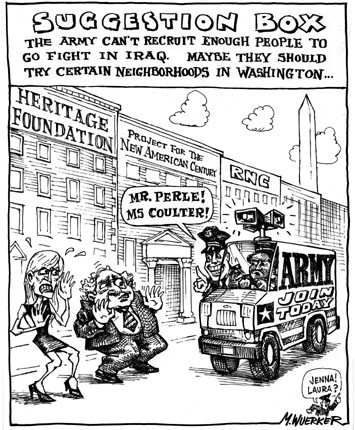 SUGGESTION BOX
THE ARMY CAN'T RECRUIT ENOUGH PEOPLE TO
GO FIGHT IN IRAQ. MAYBE THEY SHOULD
TRY CERTAIN NEIGHBORHOODS IN WASHINGTON...
HERITAGE
FOUNDATION
PROJECT FOR THE
NEW AMERICAN CENTURY
RNC
MR. PERLE!
MS COULTER!
ARMY
JOIN
TODAY
JENNA!
LAURA?
M.WUERKER